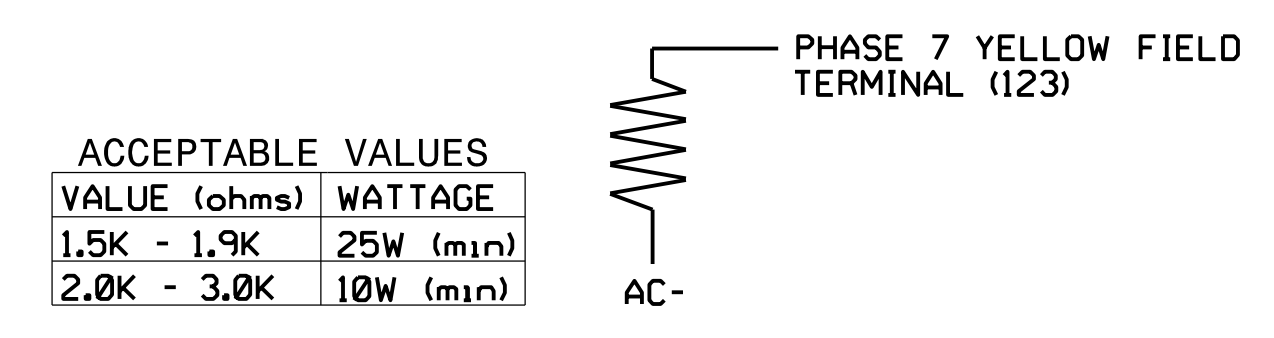 PHASE 7 YELLOW FIELD
TERMINAL (123)
ACCEPTABLE VALUES
VALUE (ohms) WATTAGE
1.5K - 1.9K 25W (min)
2.0K - 3.0K 10W (min)
AC-